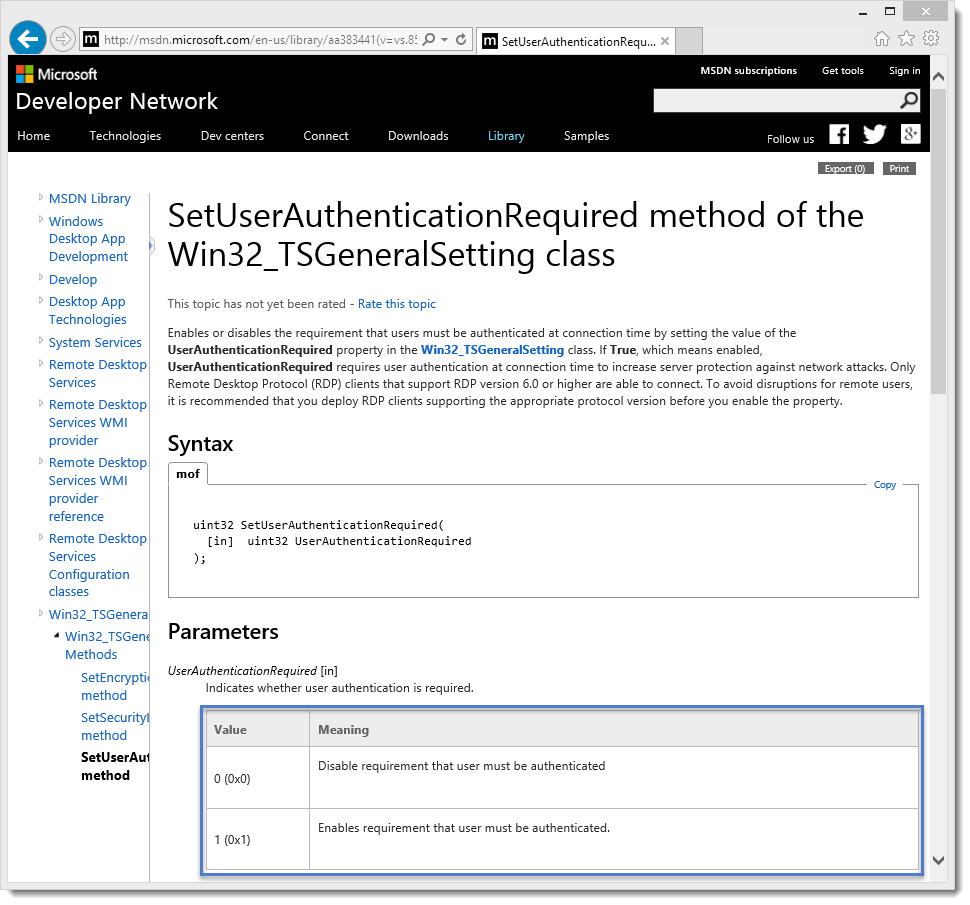 http://msdn.microsoft.com/en-us/library/aa383441(v=vs.85
SetUserAuthenticationRequ...
Microsoft
MSDN subscriptions
Get tools
Sign in
Developer Network
Home
Technologies
Dev centers
Connect
Downloads
Library
Samples
Follow us
Export (0)
Print
MSDN Library
Windows
Desktop App
Development
Develop
Desktop App
Technologies
System Services
Remote Desktop
Services
Remote Desktop
Services WMI
provider
Remote Desktop
Services WMI
provider
reference
Remote Desktop
Services
Configuration
classes
Win32_TSGenera
Win32_TSGene
Methods
SetEncryptio
method
SetSecurityL
method
SetUserAut
method
SetUserAuthenticationRequired method of the
Win32_TSGeneralSetting class
This topic has not yet been rated - Rate this topic
Enables or disables the requirement that users must be authenticated at connection time by setting the value of the
UserAuthenticationRequired property in the Win32_TSGeneralSetting class. If True, which means enabled,
UserAuthenticationRequired requires user authentication at connection time to increase server protection against network attacks. Only
Remote Desktop Protocol (RDP) clients that support RDP version 6.0 or higher are able to connect. To avoid disruptions for remote users,
it is recommended that you deploy RDP clients supporting the appropriate protocol version before you enable the property.
Syntax
mof
Copy
uint32 SetUserAuthenticationRequired(
[in]  uint32 UserAuthenticationRequired
);
Parameters
UserAuthenticationRequired [in]
Indicates whether user authentication is required.
Value
Meaning
0 (0x0)
Disable requirement that user must be authenticated
1 (0x1)
Enables requirement that user must be authenticated.